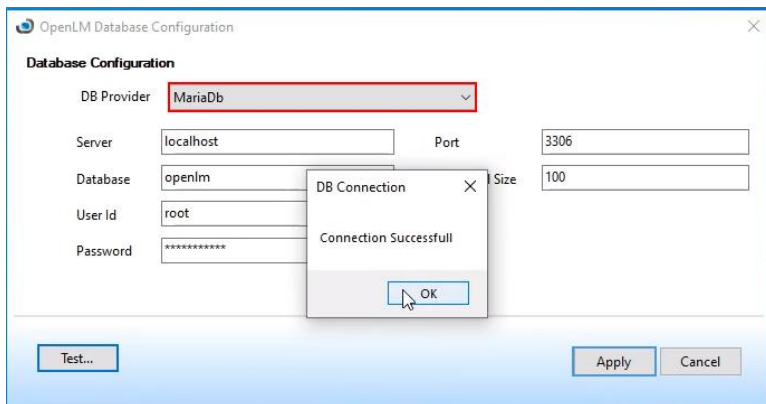 OpenLM Database Configuration
Database Configuration
DB Provider MariaDb
Server localhost Port 3306
Database openlm Size 100
DB Connection
User Id root
Connection Successfull
Password ***********
OK
Test... Apply Cancel